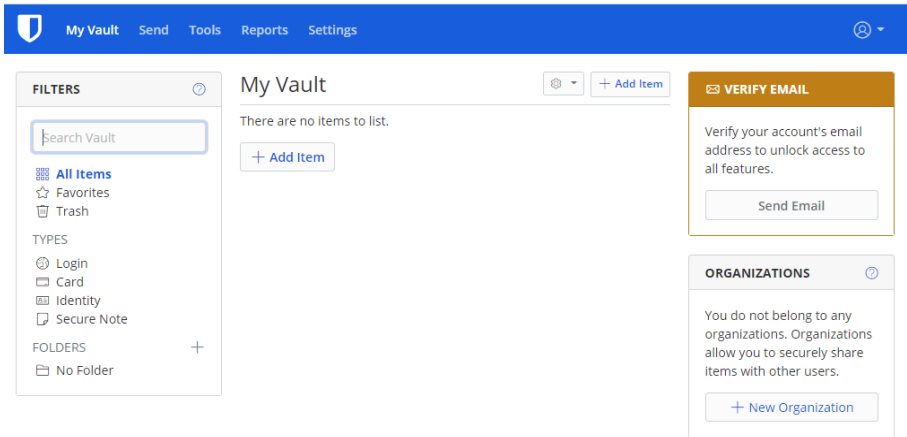 My Vault Send Tools Reports Settings
FILTERS
Search Vault
All Items
Favorites
Trash
TYPES
Login
Card
Identity
Secure Note
FOLDERS
No Folder
My Vault
+ Add Item
There are no items to list.
+ Add Item
VERIFY EMAIL
Verify your account's email
address to unlock access to
all features.
Send Email
ORGANIZATIONS
You do not belong to any
organizations. Organizations
allow you to securely share
items with other users.
+ New Organization